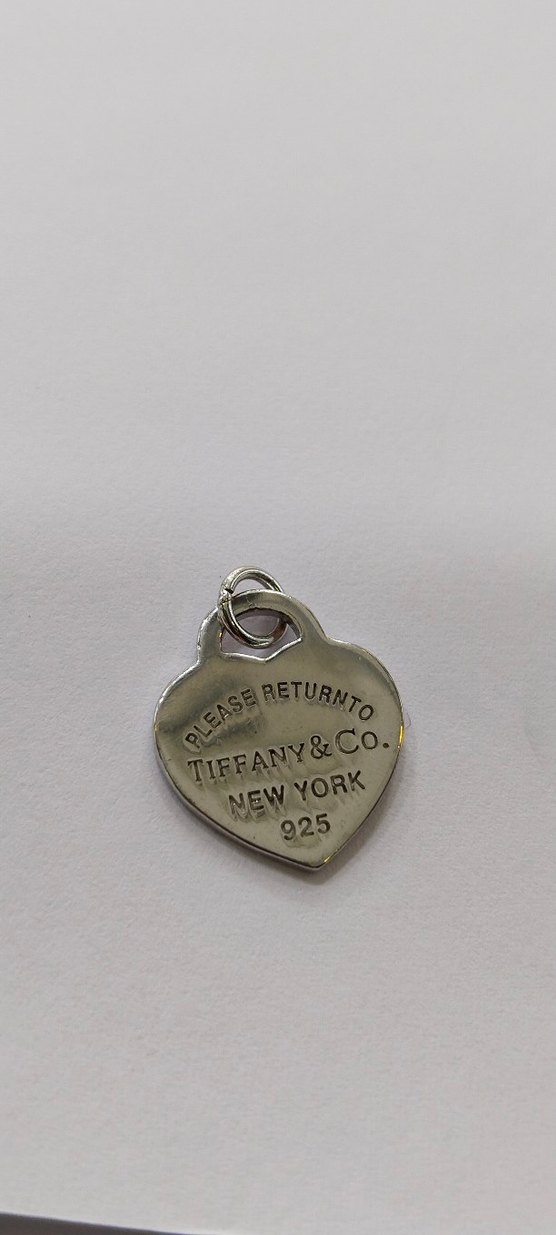 PLEASE RETURNTO
TIFFANY & Co.
NEW YORK
925